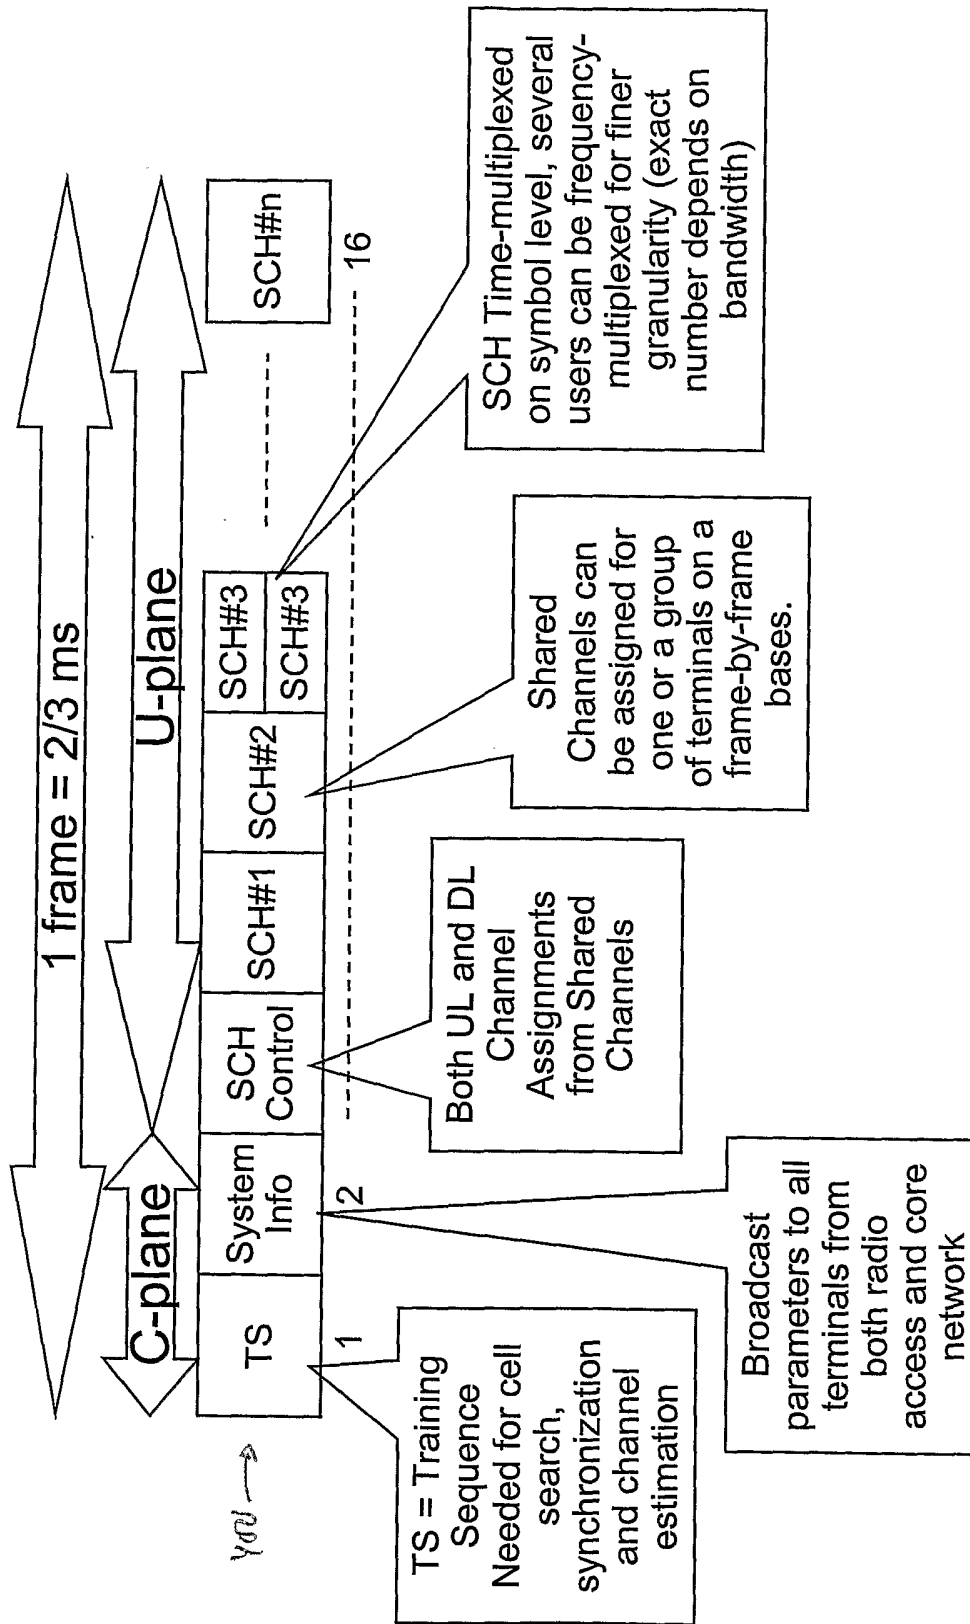 1 frame = 2/3 ms
C-plane
U-plane
TS
System
Info
SCH
Control
SCH#1
SCH#2
SCH#3
SCH#3
SCH#n
1
2
16
TS = Training
Sequence
Needed for cell
search,
synchronization
and channel
estimation
Broadcast
parameters to all
terminals from
both radio
access and core
network
Both UL and DL
Channel
Assignments
from Shared
Channels
Shared
Channels can
be assigned for
one or a group
of terminals on a
frame-by-frame
bases.
SCH Time-multiplexed
on symbol level, several
users can be frequency-
multiplexed for finer
granularity (exact
number depends on
bandwidth)